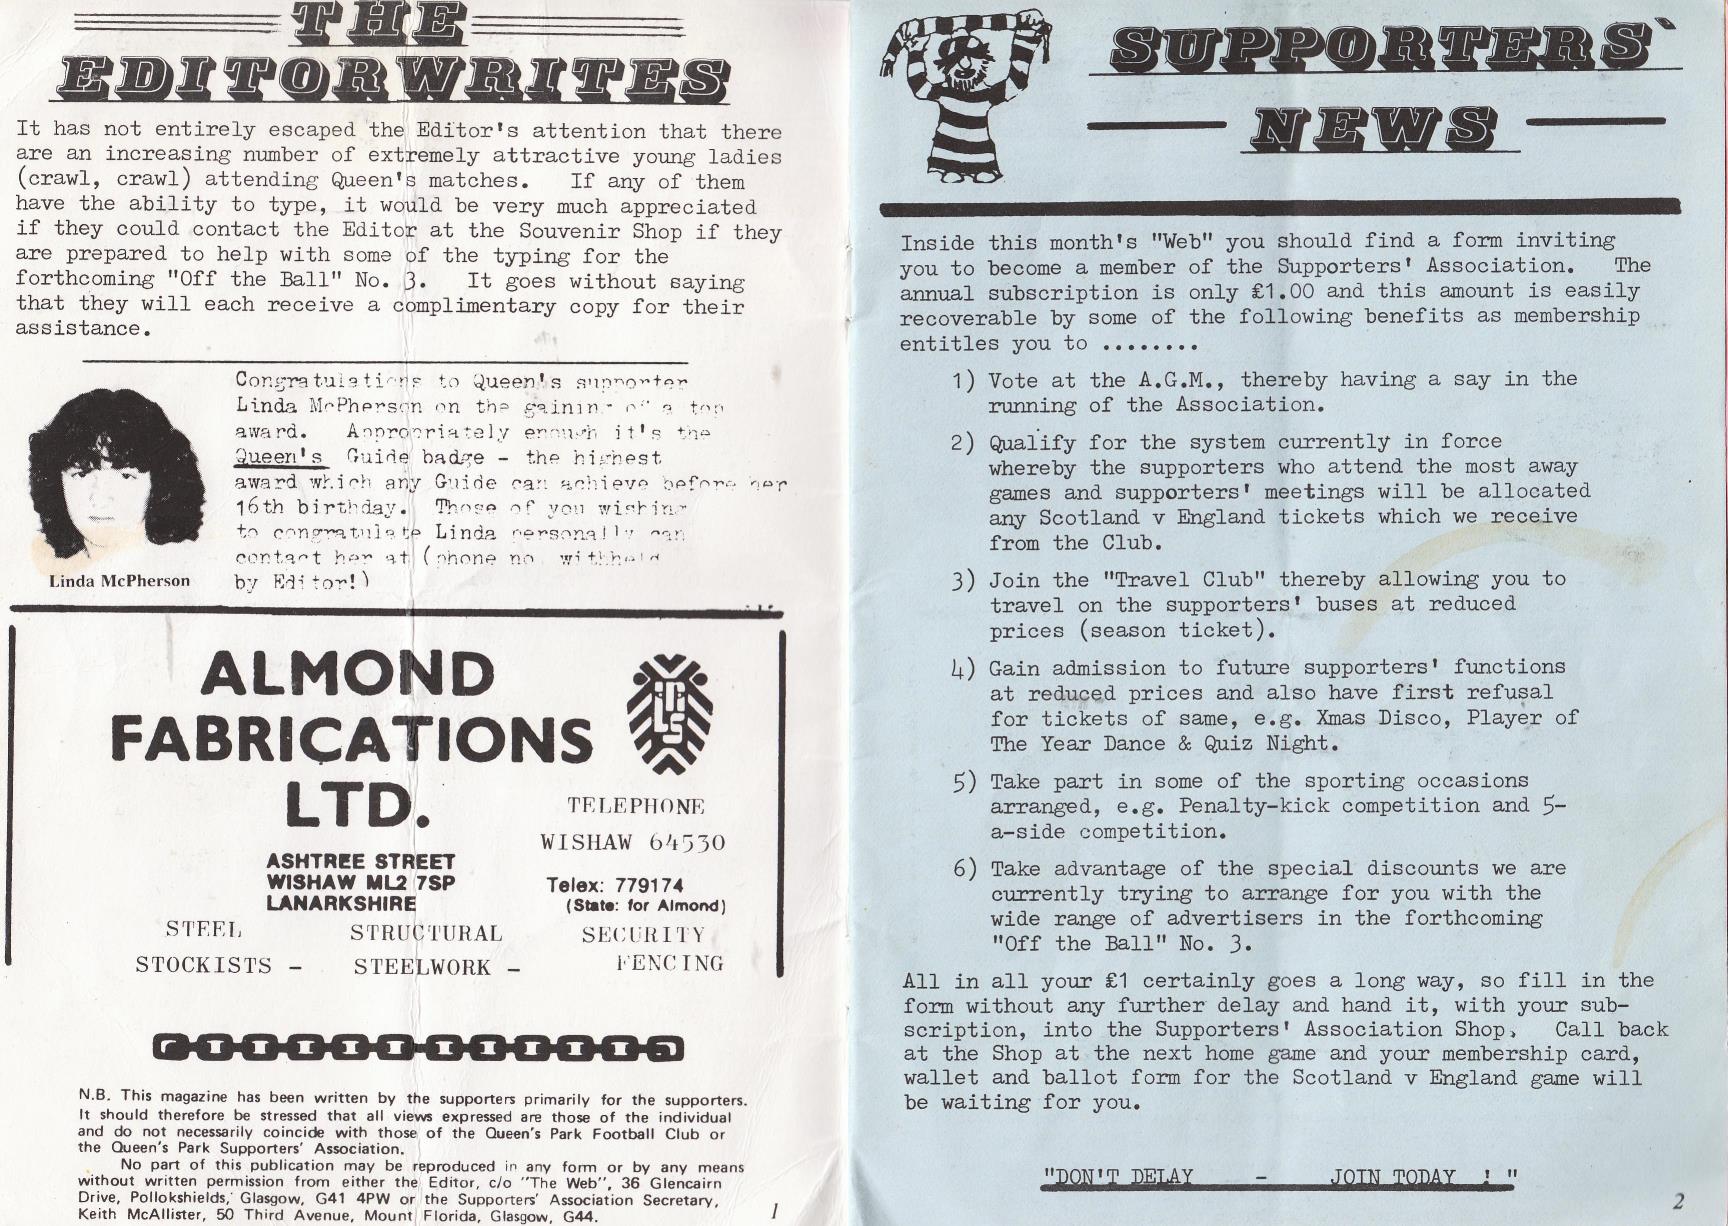 THE
EDITOR WRITES
It has not entirely escaped the Editor's attention that there
are an increasing number of extremely attractive young ladies
(crawl, crawl) attending Queen's matches. If any of them
have the ability to type, it would be very much appreciated
if they could contact the Editor at the Souvenir Shop if they
are prepared to help with some of the typing for the
forthcoming "Off the Ball" No. 3. It goes without saying
that they will each receive a complimentary copy for their
assistance.
Congratulations to Queen's supporter
Linda McPherson on the gaining of a top
award. Appropriately enough it's the
Queen's Guide badge - the highest
award which any Guide can achieve before her
16th birthday. Those of you wishing
to congratulate Linda personally can
contact her at (phone no. withheld
by Editor!)
Linda McPherson
ALMOND
FABRICATIONS
LTD.
TELEPHONE
WISHAW 64530
ASHTREE STREET
WISHAW ML2 7SP
LANARKSHIRE
Telex: 779174
(State: for Almond)
STEEL STRUCTURAL SECURITY
STOCKISTS - STEELWORK - FENCING
N.B. This magazine has been written by the supporters primarily for the supporters.
It should therefore be stressed that all views expressed are those of the individual
and do not necessarily coincide with those of the Queen's Park Football Club or
the Queen's Park Supporters' Association.
No part of this publication may be reproduced in any form or by any means
without written permission from either the Editor, c/o "The Web", 36 Glencairn
Drive, Pollokshields, Glasgow, G41 4PW or the Supporters' Association Secretary,
Keith McAllister, 50 Third Avenue, Mount Florida, Glasgow, G44.
1
SUPPORTERS'
NEWS
Inside this month's "Web" you should find a form inviting
you to become a member of the Supporters' Association. The
annual subscription is only £1.00 and this amount is easily
recoverable by some of the following benefits as membership
entitles you to ........
1) Vote at the A.G.M., thereby having a say in the
running of the Association.
2) Qualify for the system currently in force
whereby the supporters who attend the most away
games and supporters' meetings will be allocated
any Scotland v England tickets which we receive
from the Club.
3) Join the "Travel Club" thereby allowing you to
travel on the supporters' buses at reduced
prices (season ticket).
4) Gain admission to future supporters' functions
at reduced prices and also have first refusal
for tickets of same, e.g. Xmas Disco, Player of
The Year Dance & Quiz Night.
5) Take part in some of the sporting occasions
arranged, e.g. Penalty-kick competition and 5-
a-side competition.
6) Take advantage of the special discounts we are
currently trying to arrange for you with the
wide range of advertisers in the forthcoming
"Off the Ball" No. 3.
All in all your £1 certainly goes a long way, so fill in the
form without any further delay and hand it, with your sub-
scription, into the Supporters' Association Shop. Call back
at the Shop at the next home game and your membership card,
wallet and ballot form for the Scotland v England game will
be waiting for you.
"DON'T DELAY - JOIN TODAY ! "
2